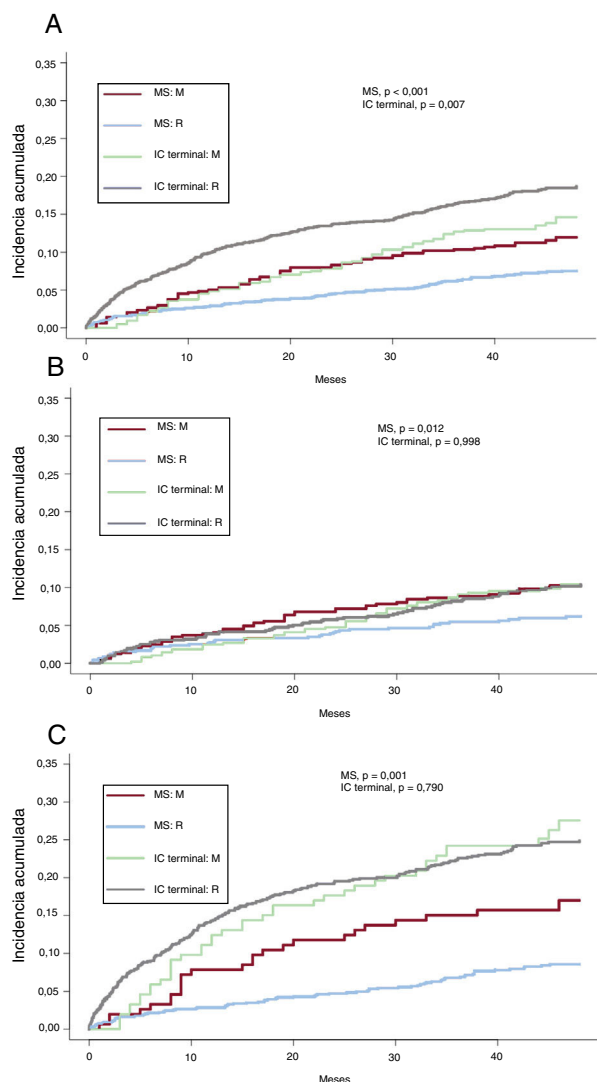 A
0,35
0,30
0,25
0,20
0,15
0,10
0,05
0,00
Incidencia acumulada
MS: M
MS: R
IC terminal: M
IC terminal: R
MS, p < 0,001
IC terminal, p = 0,007
0
10
20
30
40
Meses
B
0,35
0,30
0,25
0,20
0,15
0,10
0,05
0,00
Incidencia acumulada
MS: M
MS: R
IC terminal: M
IC terminal: R
MS, p = 0,012
IC terminal, p = 0,998
0
10
20
30
40
Meses
C
0,35
0,30
0,25
0,20
0,15
0,10
0,05
0,00
Incidencia acumulada
MS: M
MS: R
IC terminal: M
IC terminal: R
MS, p = 0,001
IC terminal, p = 0,790
0
10
20
30
40
Meses